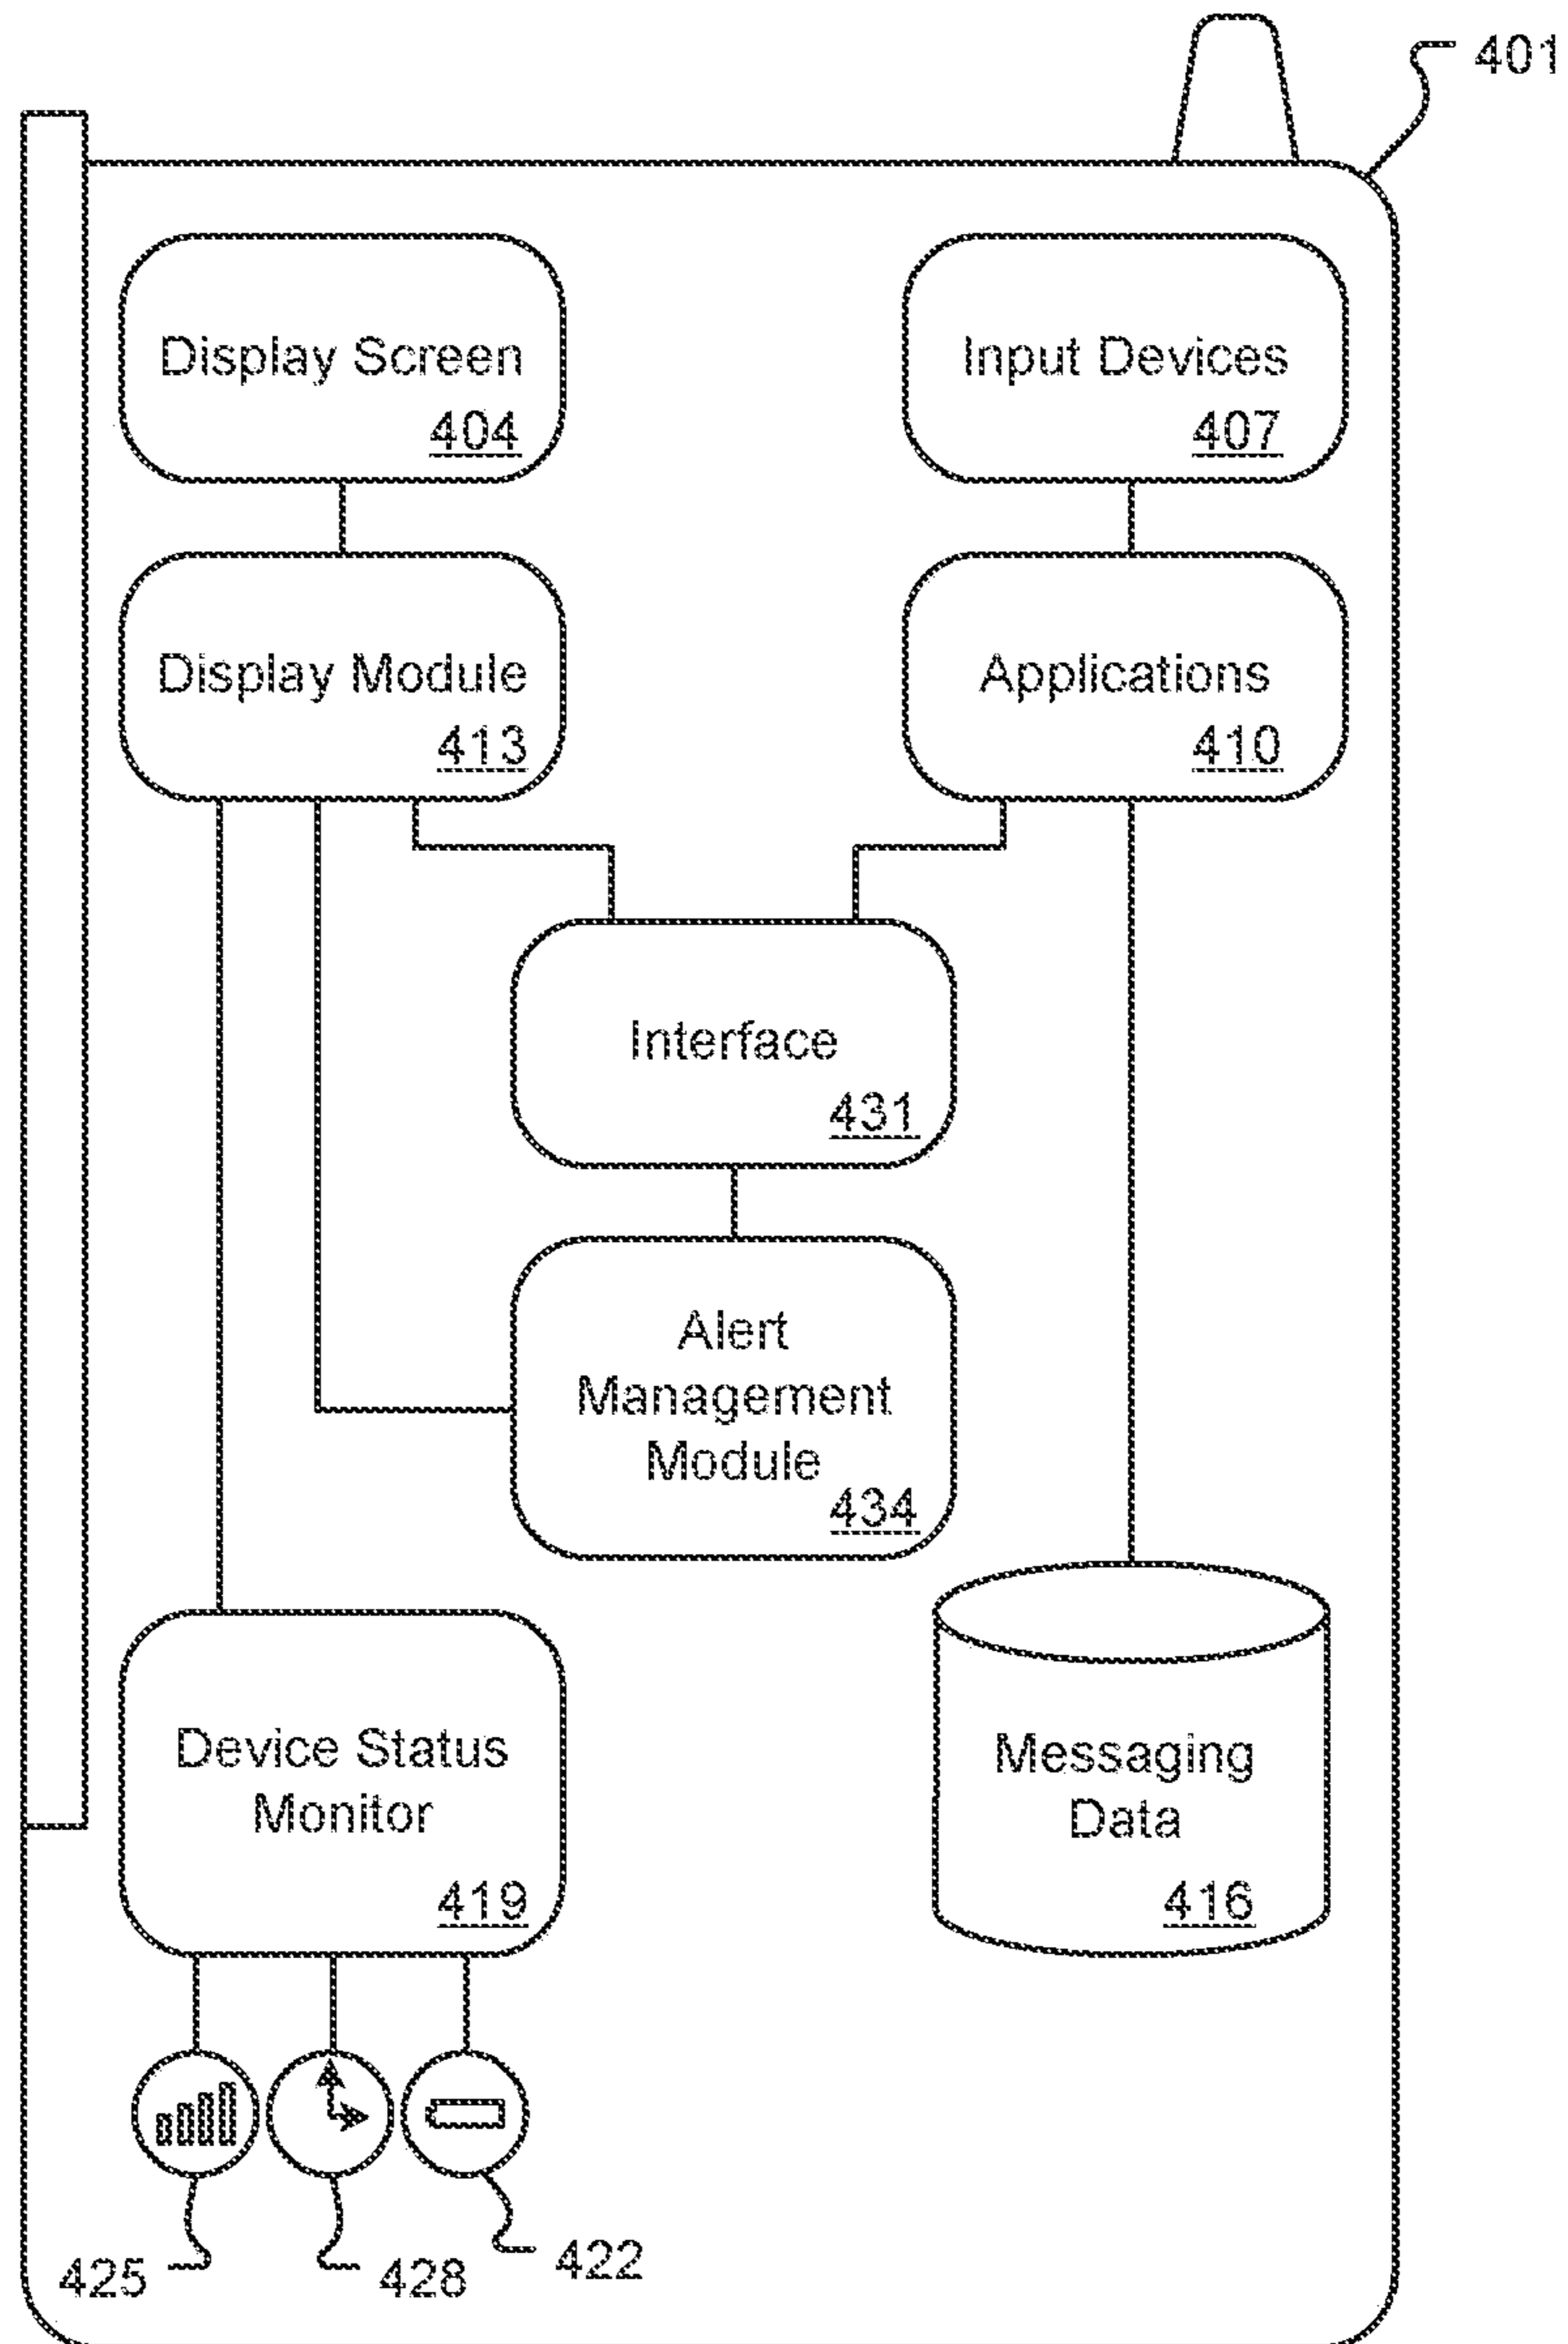 401
Display Screen
404
Input Devices
407
Display Module
413
Applications
410
Interface
431
Alert
Management
Module
434
Device Status
Monitor
419
Messaging
Data
416
425
428
422